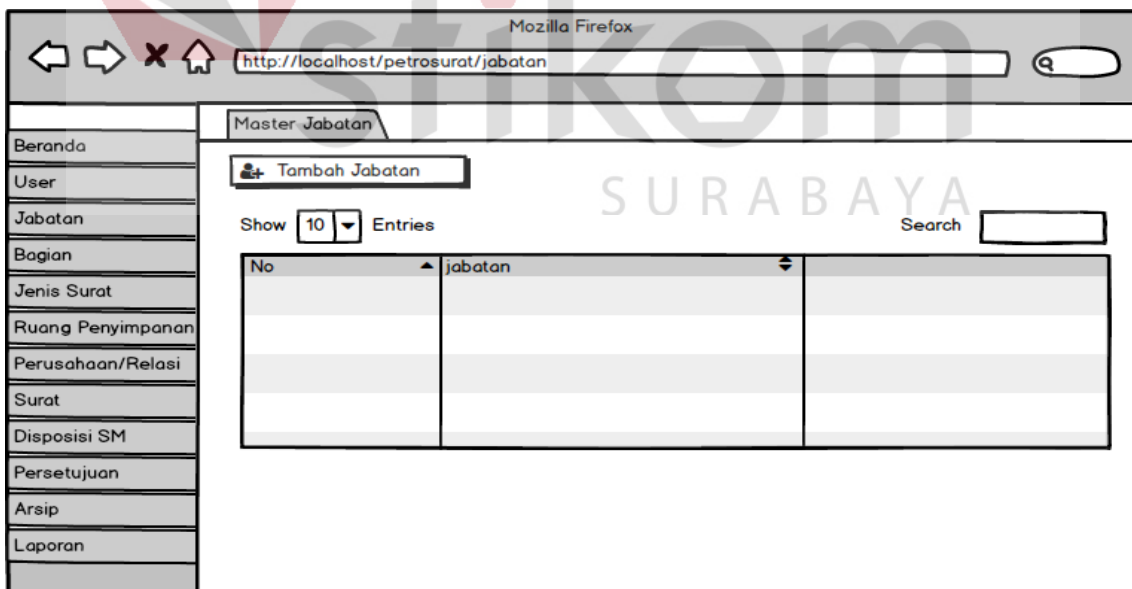 Mozilla Firefox
http://localhost/petrosurat/jabatan
stikom
SURABAYA
Master Jabatan
Beranda
User
Jabatan
Bagian
Jenis Surat
Ruang Penyimpanan
Perusahaan/Relasi
Surat
Disposisi SM
Persetujuan
Arsip
Laporan
Tambah Jabatan
Show 10 Entries
Search
No jabatan